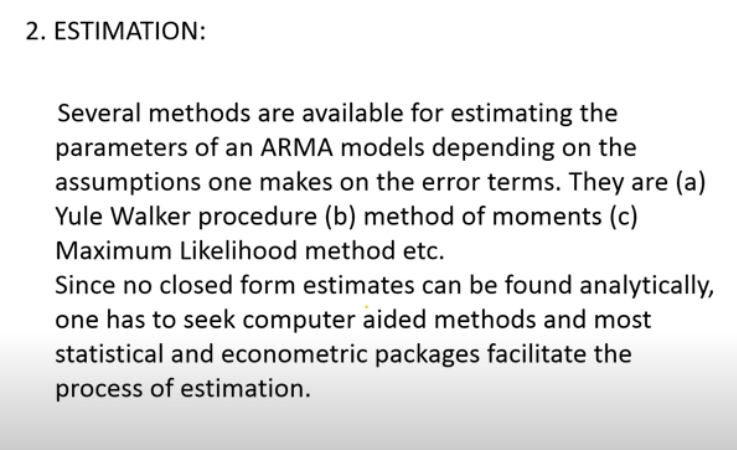 2. ESTIMATION:
Several methods are available for estimating the
parameters of an ARMA models depending on the
assumptions one makes on the error terms. They are (a)
Yule Walker procedure (b) method of moments (c)
Maximum Likelihood method etc.
Since no closed form estimates can be found analytically,
one has to seek computer aided methods and most
statistical and econometric packages facilitate the
process of estimation.